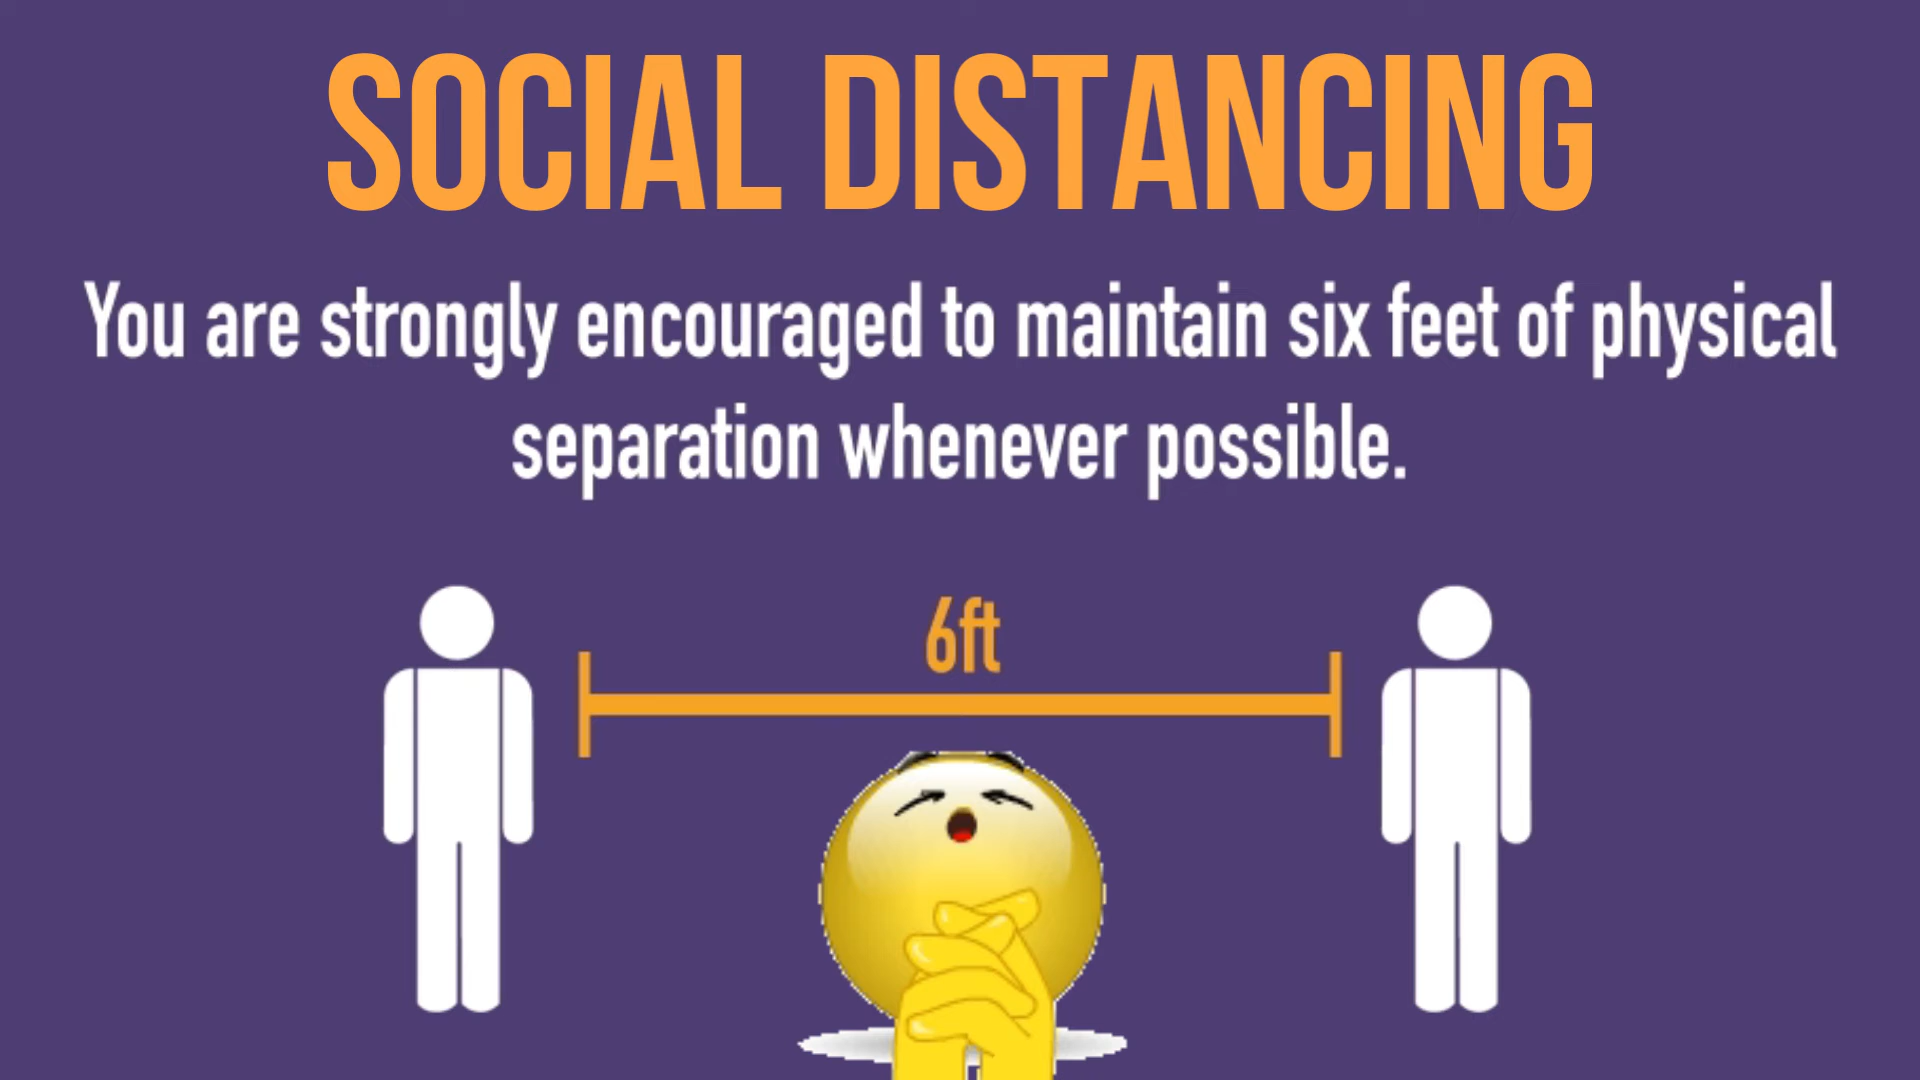 SOCIAL DISTANCING
You are strongly encouraged to maintain six feet of physical
separation whenever possible.
6ft